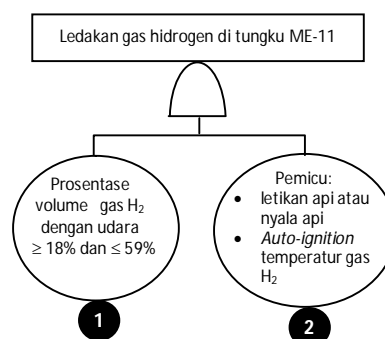 Ledakan gas hidrogen di tungku ME-11
Prosentase
volume gas H₂
dengan udara
≥ 18% dan ≤ 59%
1
Pemicu:
• letikan api atau
nyala api
• Auto-ignition
temperatur gas
H₂
2